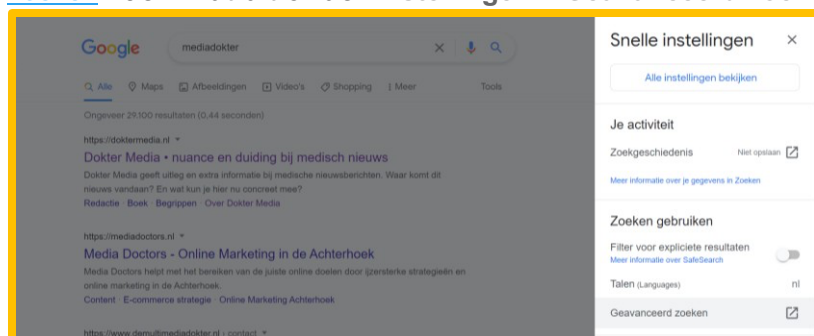 Google
mediadokter
Alle Maps Afbeeldingen Video's Shopping Meer Tools
Ongeveer 29.100 resultaten (0,44 seconden)
https://doktermedia.nl
Dokter Media • nuance en duiding bij medisch nieuws
Dokter Media geeft uitleg en extra informatie bij medische nieuwsberichten. Waar komt dit
nieuws vandaan? En wat kun je hier nu concreet mee?
Redactie · Boek · Begrippen · Over Dokter Media
https://mediadoctors.nl
Media Doctors - Online Marketing in de Achterhoek
Media Doctors helpt met het bereiken van de juiste online doelen door ijzersterke strategieën en
online marketing in de Achterhoek.
Content · E-commerce strategie · Online Marketing Achterhoek
https://www.demultimediadokter.nl › contact
Snelle instellingen
Alle instellingen bekijken
Je activiteit
Zoekgeschiedenis Niet opslaan
Meer informatie over je gegevens in Zoeken
Zoeken gebruiken
Filter voor expliciete resultaten
Meer informatie over SafeSearch
Talen (Languages) nl
Geavanceerd zoeken